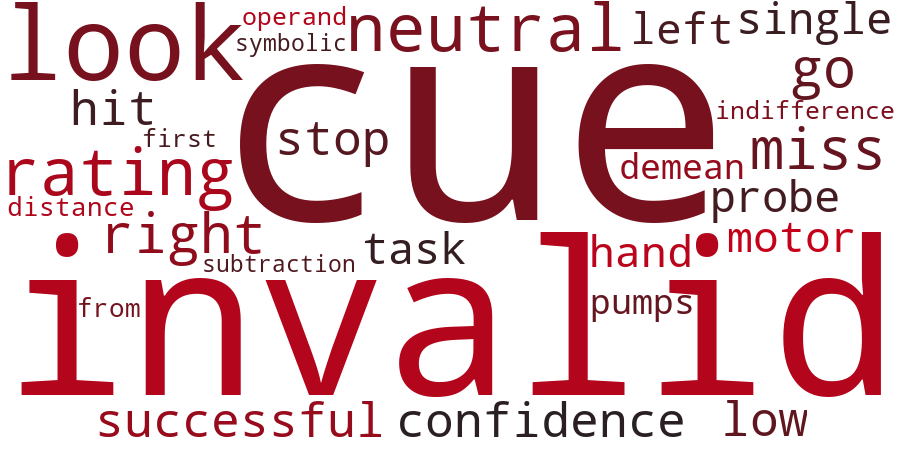 look
operand
symbolic
neutral
left
single
cue
go
hit
indifference
first
stop
miss
rating
demean
probe
distance
right
task
hand
motor
subtraction
invalid
from
pumps
successful
confidence
low